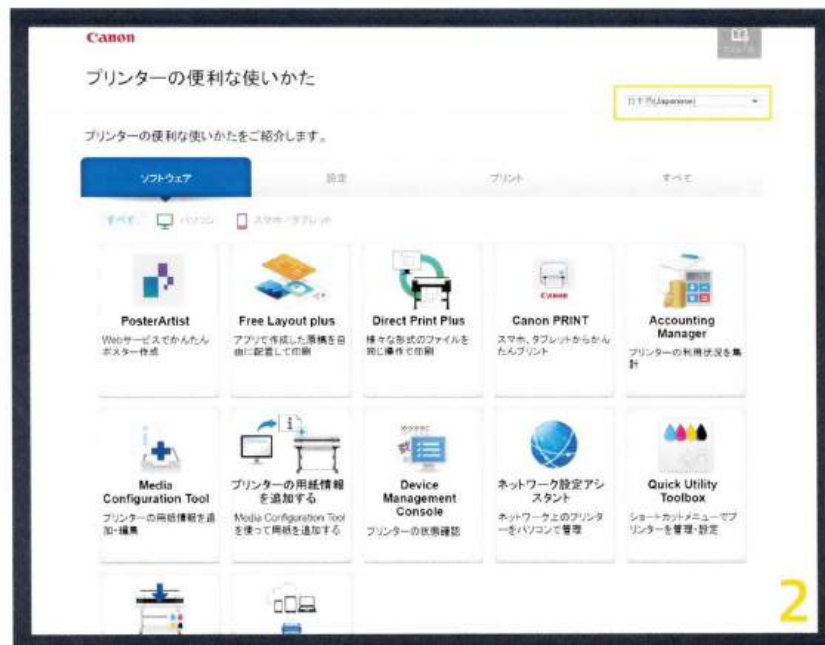 Canon
プリンターの便利な使いかた
日本語(Japanese)
プリンターの便利な使いかたをご紹介します。
ソフトウェア
設定
プリント
すべて
すべて
パソコン
スマホ/タブレット
Canon
PosterArtist
Free Layout plus
Direct Print Plus
Canon PRINT
Accounting
Manager
Webサービスでかんたん
ポスター作成
アプリで作成した原稿を自
由に配置して印刷
様々な形式のファイルを
同じ操作で印刷
スマホ、タブレットからかん
たんプリント
プリンターの利用状況を集
計
Media
Configuration Tool
プリンターの用紙情報
を追加する
Device
Management
Console
ネットワーク設定アシ
スタント
Quick Utility
Toolbox
プリンターの用紙情報を追
加・編集
Media Configuration Tool
を使って用紙を追加する
プリンターの状態確認
ネットワーク上のプリンタ
ーをパソコンで管理
ショートカットメニューでプ
リンターを管理・設定
2